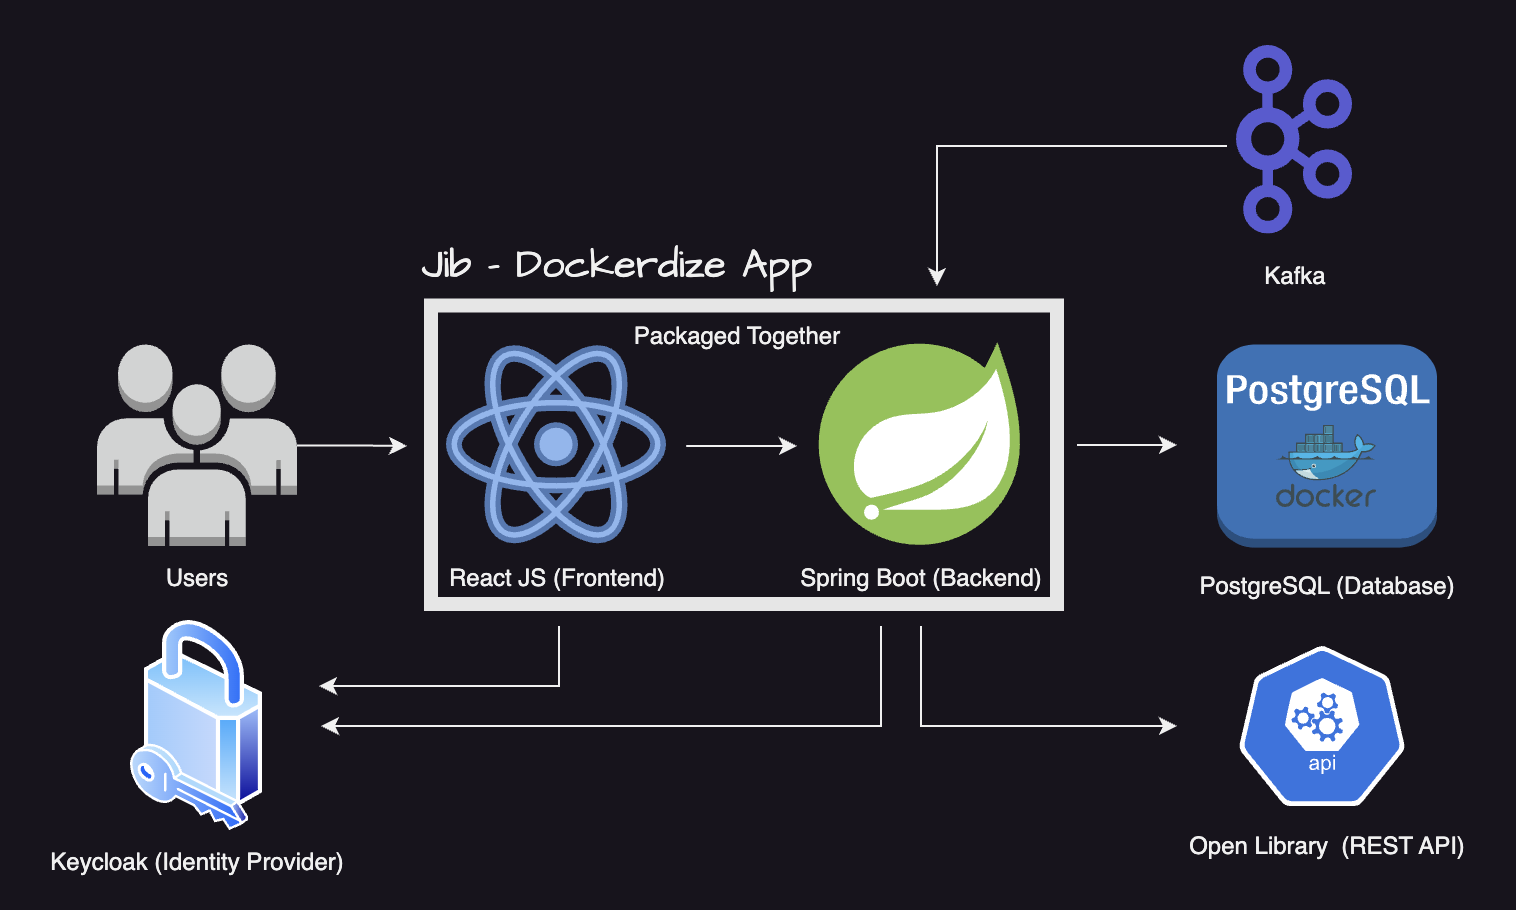 Kafka
Jib - Dockerdize App
Packaged Together
PostgreSQL
docker
Users
React JS (Frontend)
Spring Boot (Backend)
PostgreSQL (Database)
api
Keycloak (Identity Provider)
Open Library (REST API)